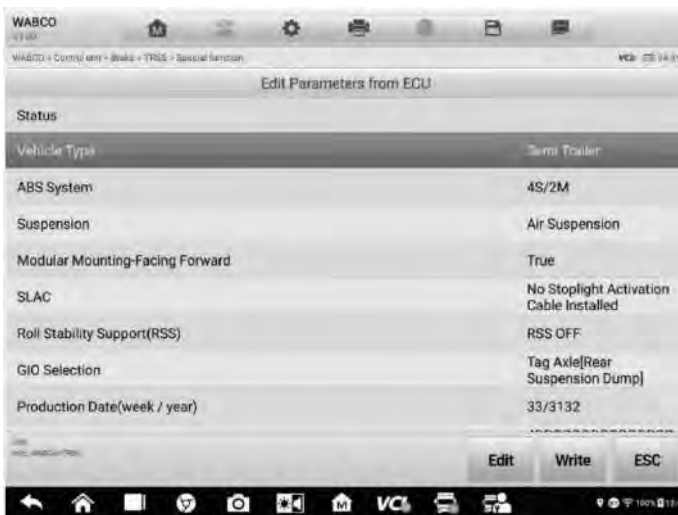 WABCO
WABCO > Control unit > Brake > TRSS > Special function
VCI
Edit Parameters from ECU
Status
Vehicle Type Semi Trailer
ABS System 4S/2M
Suspension Air Suspension
Modular Mounting-Facing Forward True
SLAC No Stoplight Activation
Cable Installed
Roll Stability Support(RSS) RSS OFF
GIO Selection Tag Axle[Rear
Suspension Dump]
Production Date(week / year) 33/3132
Edit Write ESC
VCI 100%